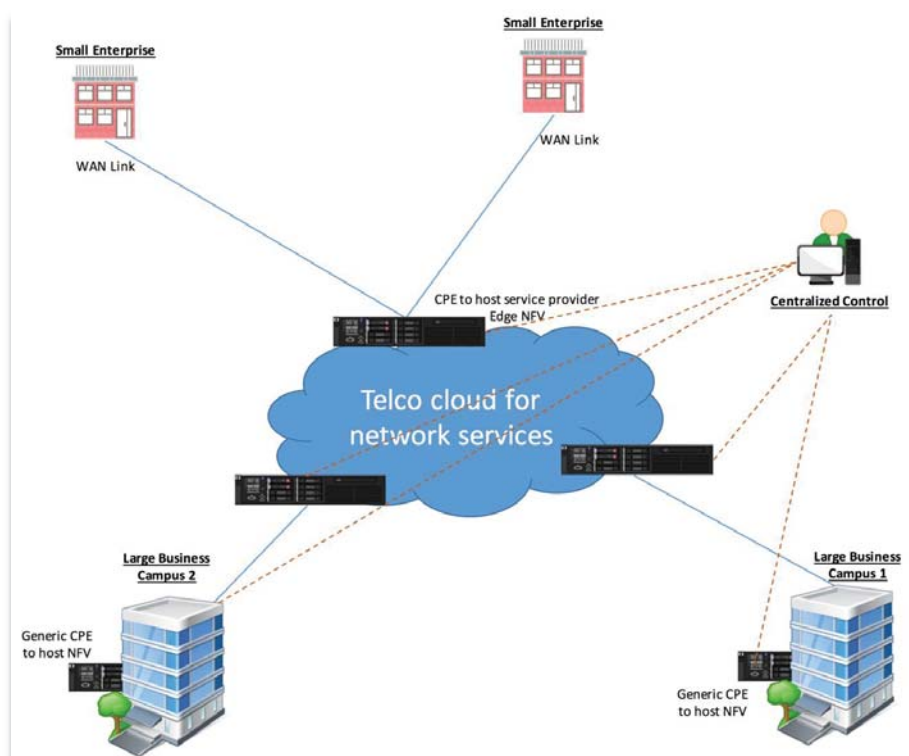 Small Enterprise
Small Enterprise
WAN Link
WAN Link
CPE to host service provider
Edge NFV
Centralized Control
Telco cloud for
network services
Large Business
Campus 2
Large Business
Campus 1
Generic CPE
to host NFV
Generic CPE
to host NFV